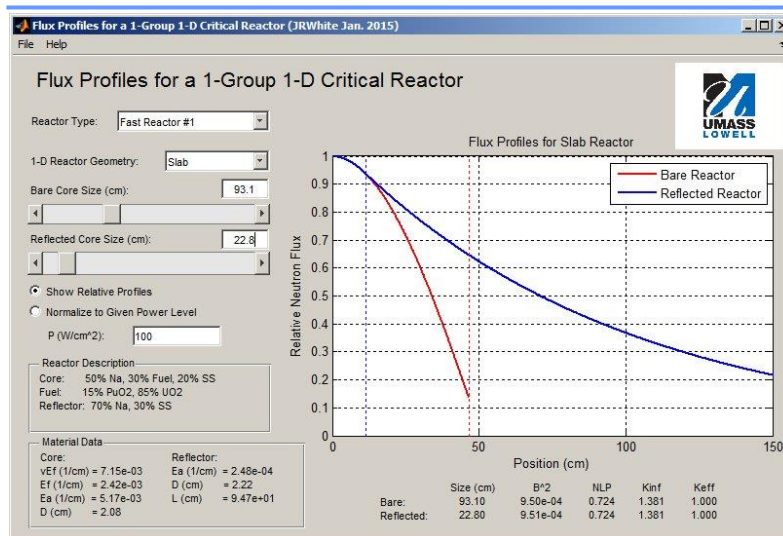 Flux Profiles for a 1-Group 1-D Critical Reactor (JRWhite Jan. 2015)
File Help
Flux Profiles for a 1-Group 1-D Critical Reactor
UMASS
LOWELL
Reactor Type: Fast Reactor #1
1-D Reactor Geometry: Slab
Bare Core Size (cm): 93.1
Reflected Core Size (cm): 22.8
Show Relative Profiles
Normalize to Given Power Level
P (W/cm^2): 100
Reactor Description
Core: 50% Na, 30% Fuel, 20% SS
Fuel: 15% PuO2, 85% UO2
Reflector: 70% Na, 30% SS
Material Data
Core: Reflector:
vEf (1/cm) = 7.15e-03 Ea (1/cm) = 2.48e-04
Ef (1/cm) = 2.42e-03 D (cm) = 2.22
Ea (1/cm) = 5.17e-03 L (cm) = 9.47e+01
D (cm) = 2.08
Flux Profiles for Slab Reactor
Bare Reactor
Reflected Reactor
Relative Neutron Flux
1
0.9
0.8
0.7
0.6
0.5
0.4
0.3
0.2
0.1
0
0 50 100 150
Position (cm)
Size (cm) B^2 NLP Kinf Keff
Bare: 93.10 9.50e-04 0.724 1.381 1.000
Reflected: 22.80 9.51e-04 0.724 1.381 1.000